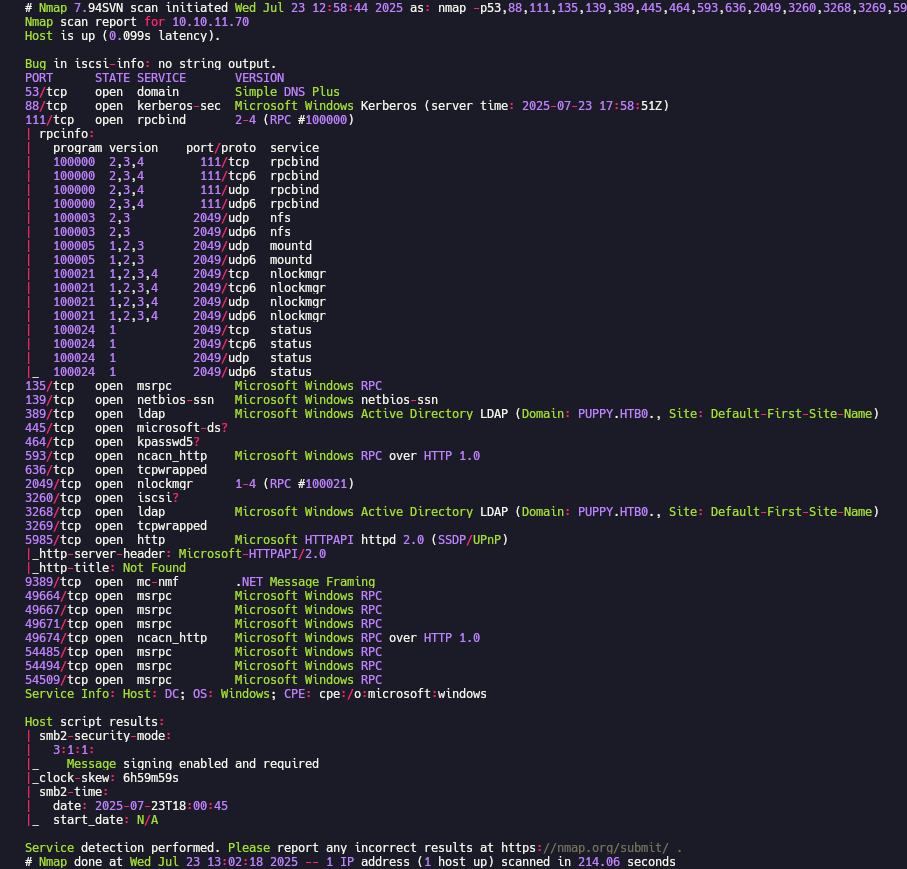 # Nmap 7.94SVN scan initiated Wed Jul 23 12:58:44 2025 as: nmap -p53,88,111,135,139,389,445,464,593,636,2049,3260,3268,3269,59
Nmap scan report for 10.10.11.70
Host is up (0.099s latency).

Bug in iscsi-info: no string output.
PORT      STATE SERVICE       VERSION
53/tcp    open  domain        Simple DNS Plus
88/tcp    open  kerberos-sec  Microsoft Windows Kerberos (server time: 2025-07-23 17:58:51Z)
111/tcp   open  rpcbind       2-4 (RPC #100000)
| rpcinfo:
|   program version    port/proto  service
|   100000  2,3,4        111/tcp   rpcbind
|   100000  2,3,4        111/tcp6  rpcbind
|   100000  2,3,4        111/udp   rpcbind
|   100000  2,3,4        111/udp6  rpcbind
|   100003  2,3         2049/udp   nfs
|   100003  2,3         2049/udp6  nfs
|   100005  1,2,3       2049/udp   mountd
|   100005  1,2,3       2049/udp6  mountd
|   100021  1,2,3,4     2049/tcp   nlockmgr
|   100021  1,2,3,4     2049/tcp6  nlockmgr
|   100021  1,2,3,4     2049/udp   nlockmgr
|   100021  1,2,3,4     2049/udp6  nlockmgr
|   100024  1           2049/tcp   status
|   100024  1           2049/tcp6  status
|   100024  1           2049/udp   status
|_  100024  1           2049/udp6  status
135/tcp   open  msrpc         Microsoft Windows RPC
139/tcp   open  netbios-ssn   Microsoft Windows netbios-ssn
389/tcp   open  ldap          Microsoft Windows Active Directory LDAP (Domain: PUPPY.HTB0., Site: Default-First-Site-Name)
445/tcp   open  microsoft-ds?
464/tcp   open  kpasswd5?
593/tcp   open  ncacn_http    Microsoft Windows RPC over HTTP 1.0
636/tcp   open  tcpwrapped
2049/tcp  open  nlockmgr      1-4 (RPC #100021)
3260/tcp  open  iscsi?
3268/tcp  open  ldap          Microsoft Windows Active Directory LDAP (Domain: PUPPY.HTB0., Site: Default-First-Site-Name)
3269/tcp  open  tcpwrapped
5985/tcp  open  http          Microsoft HTTPAPI httpd 2.0 (SSDP/UPnP)
|_http-server-header: Microsoft-HTTPAPI/2.0
|_http-title: Not Found
9389/tcp  open  mc-nmf        .NET Message Framing
49664/tcp open  msrpc         Microsoft Windows RPC
49667/tcp open  msrpc         Microsoft Windows RPC
49671/tcp open  msrpc         Microsoft Windows RPC
49674/tcp open  ncacn_http    Microsoft Windows RPC over HTTP 1.0
54485/tcp open  msrpc         Microsoft Windows RPC
54494/tcp open  msrpc         Microsoft Windows RPC
54509/tcp open  msrpc         Microsoft Windows RPC
Service Info: Host: DC; OS: Windows; CPE: cpe:/o:microsoft:windows

Host script results:
| smb2-security-mode:
|   3:1:1:
|_    Message signing enabled and required
|_clock-skew: 6h59m59s
| smb2-time:
|   date: 2025-07-23T18:00:45
|_  start_date: N/A

Service detection performed. Please report any incorrect results at https://nmap.org/submit/ .
# Nmap done at Wed Jul 23 13:02:18 2025 -- 1 IP address (1 host up) scanned in 214.06 seconds